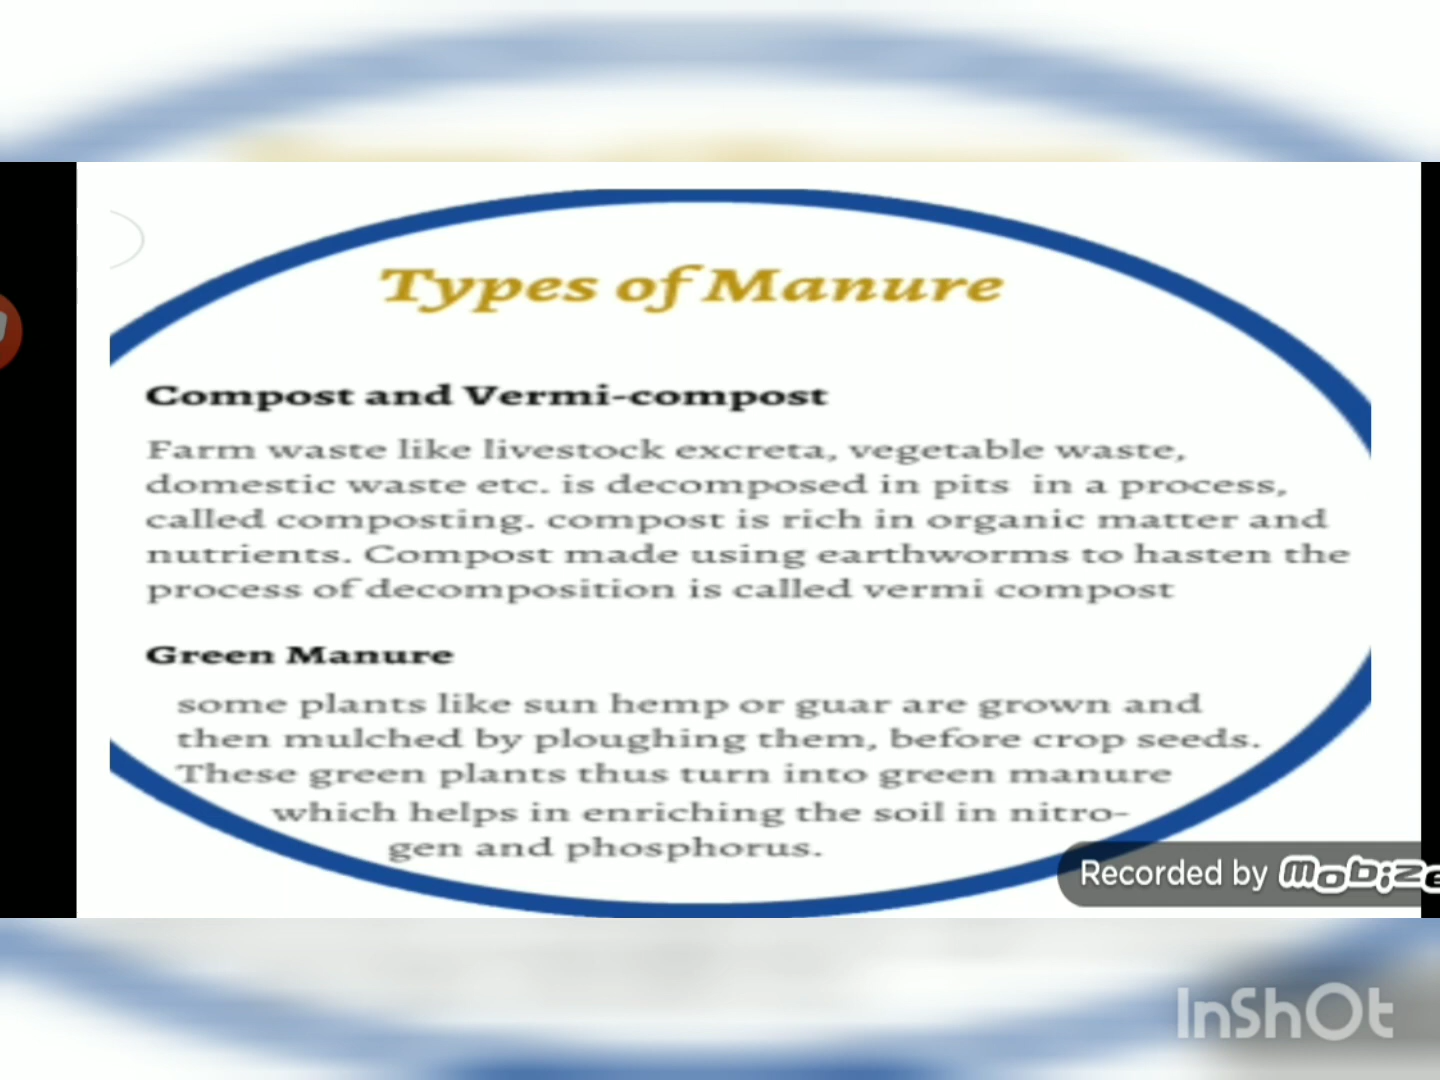 Types of Manure
Compost and Vermi-compost
Farm waste like livestock excreta, vegetable waste,
domestic waste etc. is decomposed in pits in a process,
called composting. compost is rich in organic matter and
nutrients. Compost made using earthworms to hasten the
process of decomposition is called vermi compost
Green Manure
some plants like sun hemp or guar are grown and
then mulched by ploughing them, before crop seeds.
These green plants thus turn into green manure
which helps in enriching the soil in nitro-
gen and phosphorus.
Recorded by mobize
InShOt